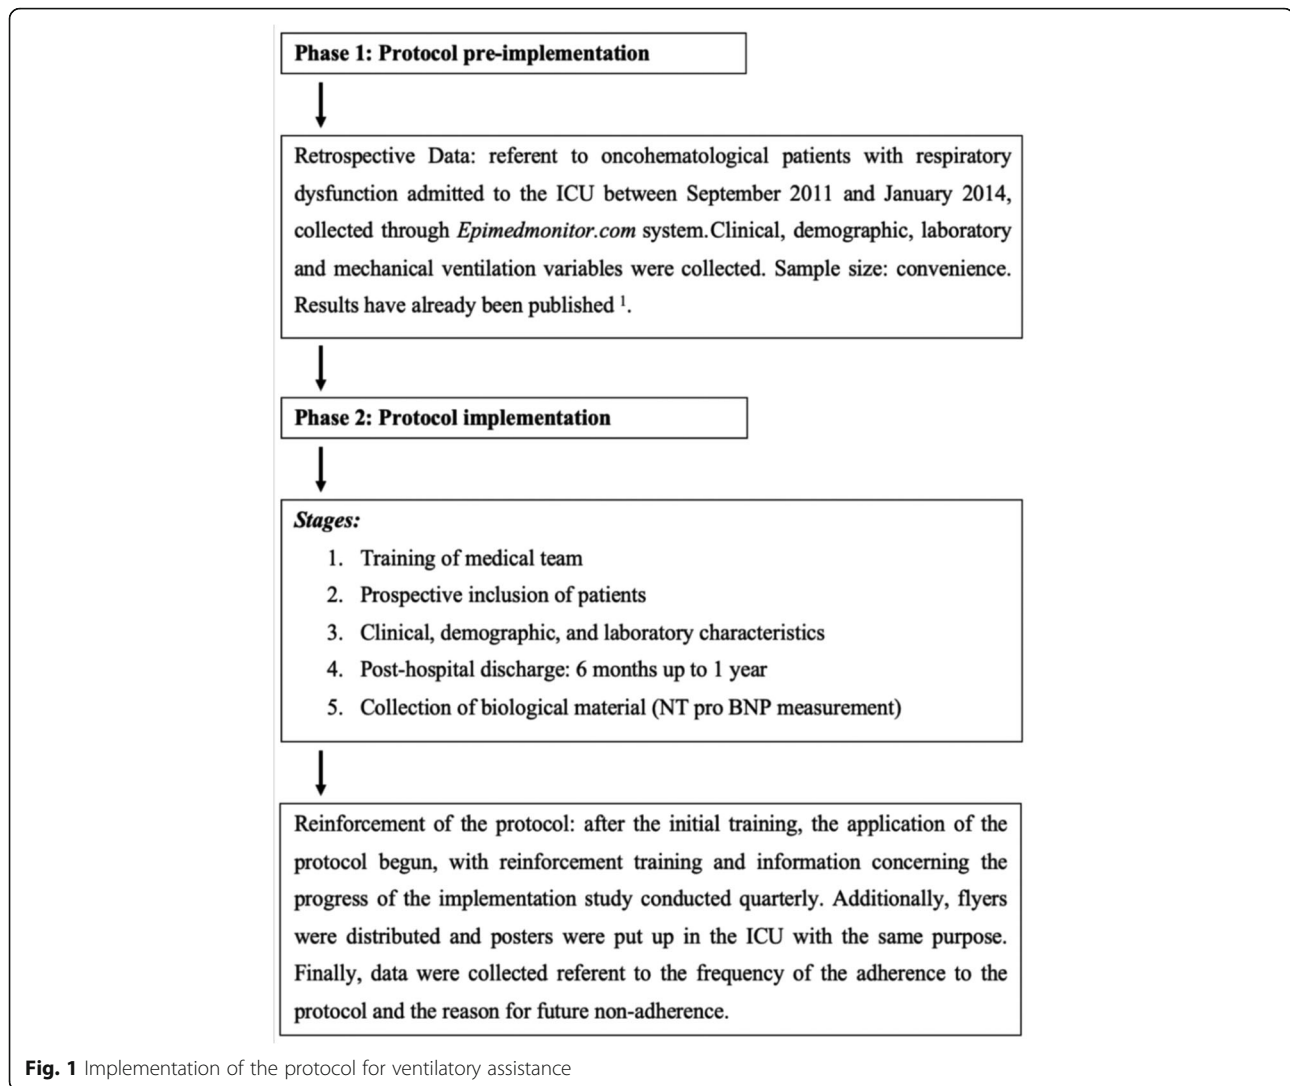 Phase 1: Protocol pre-implementation
Retrospective Data: referent to oncohematological patients with respiratory
dysfunction admitted to the ICU between September 2011 and January 2014,
collected through Epimedmonitor.com system.Clinical, demographic, laboratory
and mechanical ventilation variables were collected. Sample size: convenience.
Results have already been published 1.
Phase 2: Protocol implementation
Stages:
1. Training of medical team
2. Prospective inclusion of patients
3. Clinical, demographic, and laboratory characteristics
4. Post-hospital discharge: 6 months up to 1 year
5. Collection of biological material (NT pro BNP measurement)
Reinforcement of the protocol: after the initial training, the application of the
protocol begun, with reinforcement training and information concerning the
progress of the implementation study conducted quarterly. Additionally, flyers
were distributed and posters were put up in the ICU with the same purpose.
Finally, data were collected referent to the frequency of the adherence to the
protocol and the reason for future non-adherence.
Fig. 1 Implementation of the protocol for ventilatory assistance